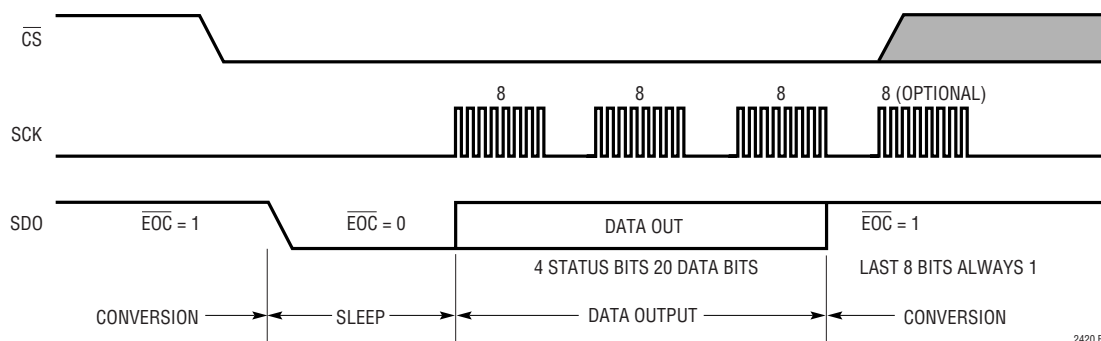 CS
8 8 8 8 (OPTIONAL)
SCK
SDO EOC = 1 EOC = 0 DATA OUT EOC = 1
4 STATUS BITS 20 DATA BITS LAST 8 BITS ALWAYS 1
CONVERSION SLEEP DATA OUTPUT CONVERSION
2420 F